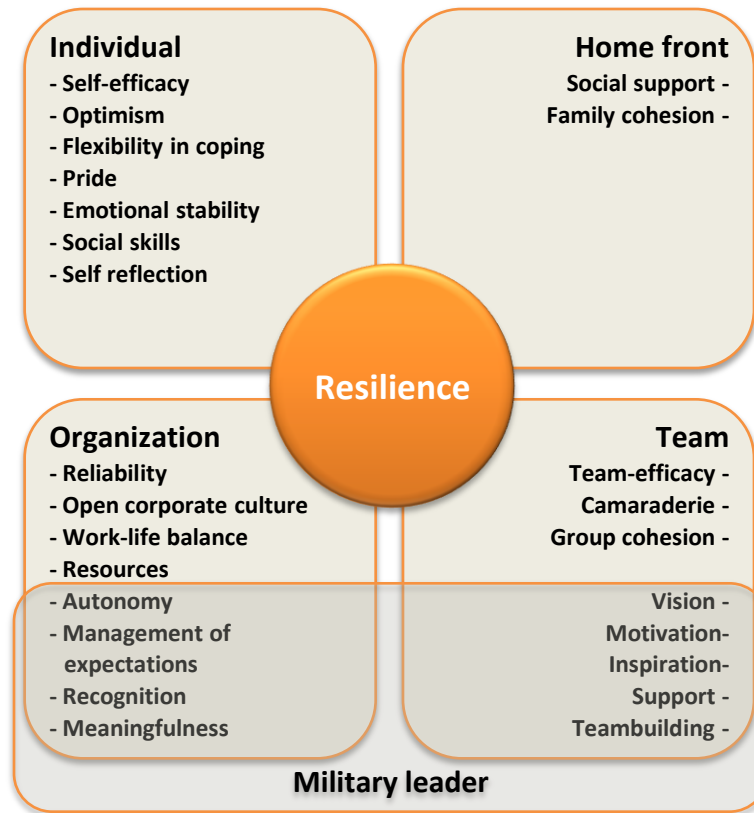 Individual
- Self-efficacy
- Optimism
- Flexibility in coping
- Pride
- Emotional stability
- Social skills
- Self reflection
Home front
Social support -
Family cohesion -
Resilience
Organization
- Reliability
- Open corporate culture
- Work-life balance
- Resources
- Autonomy
- Management of
expectations
- Recognition
- Meaningfulness
Team
Team-efficacy -
Camaraderie -
Group cohesion -
Vision -
Motivation-
Inspiration-
Support -
Teambuilding -
Military leader